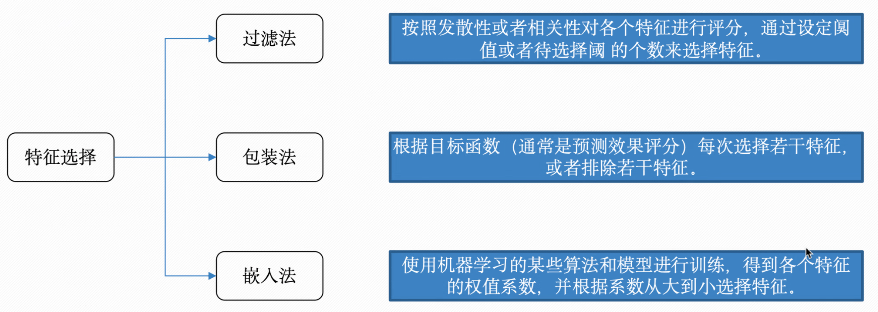 过滤法
按照发散性或者相关性对各个特征进行评分，通过设定阈
值或者待选择阈 的个数来选择特征。
特征选择
包装法
根据目标函数（通常是预测效果评分）每次选择若干特征，
或者排除若干特征。
嵌入法
使用机器学习的某些算法和模型进行训练，得到各个特征
的权值系数，并根据系数从大到小选择特征。